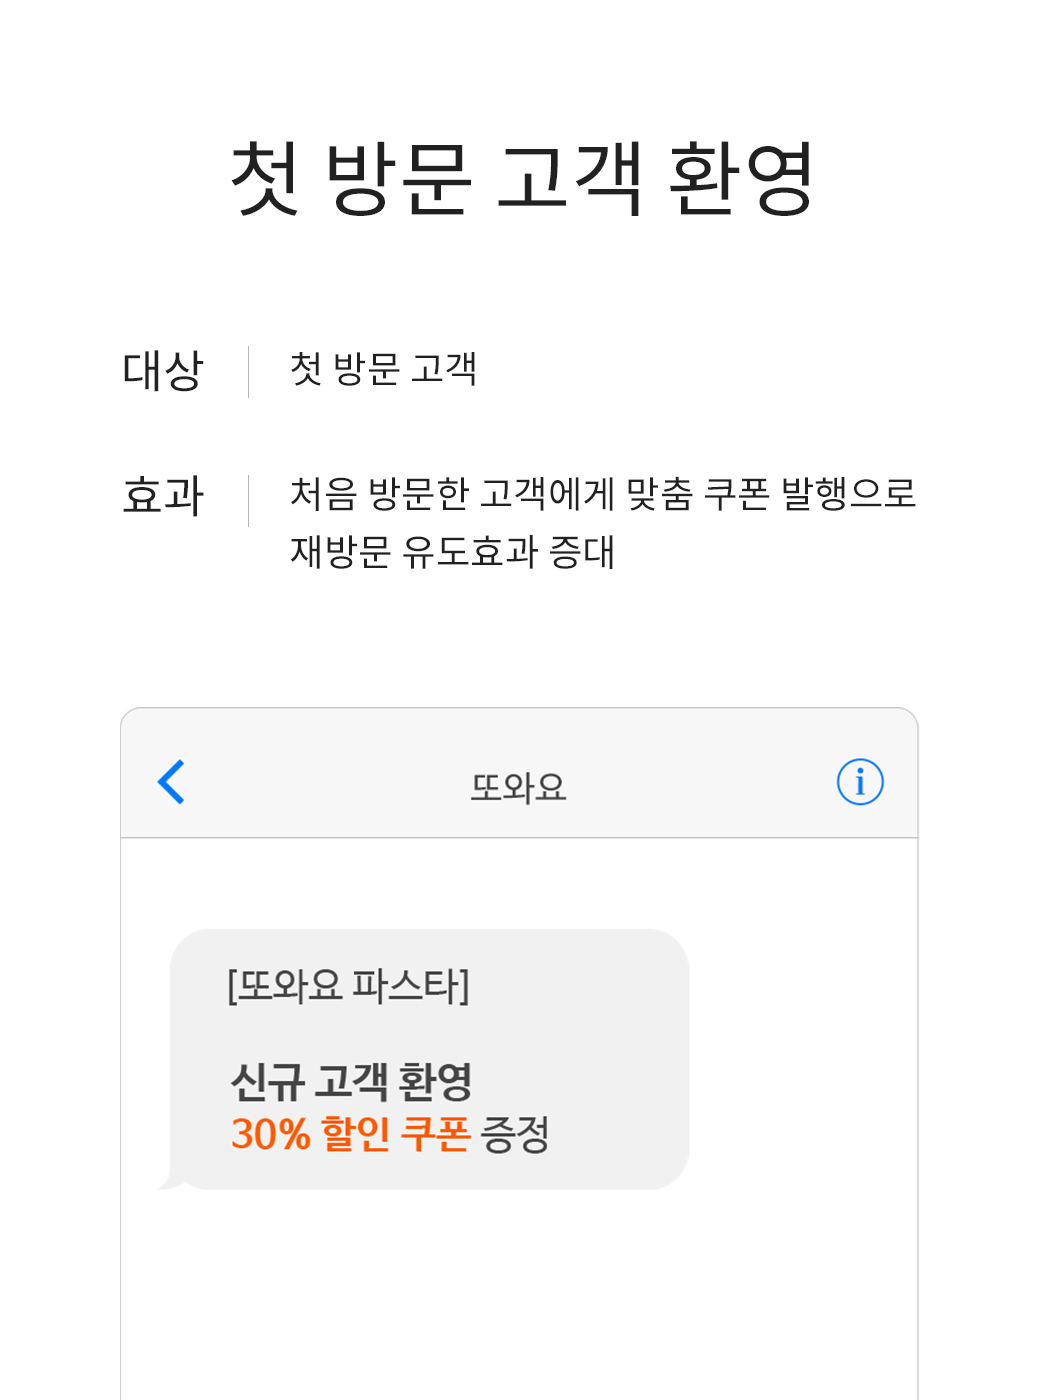 첫 방문 고객 환영
대상
첫 방문 고객
효과
처음 방문한 고객에게 맞춤 쿠폰 발행으로
재방문 유도효과 증대
또와요
[또와요 파스타]
신규 고객 환영
30% 할인 쿠폰 증정